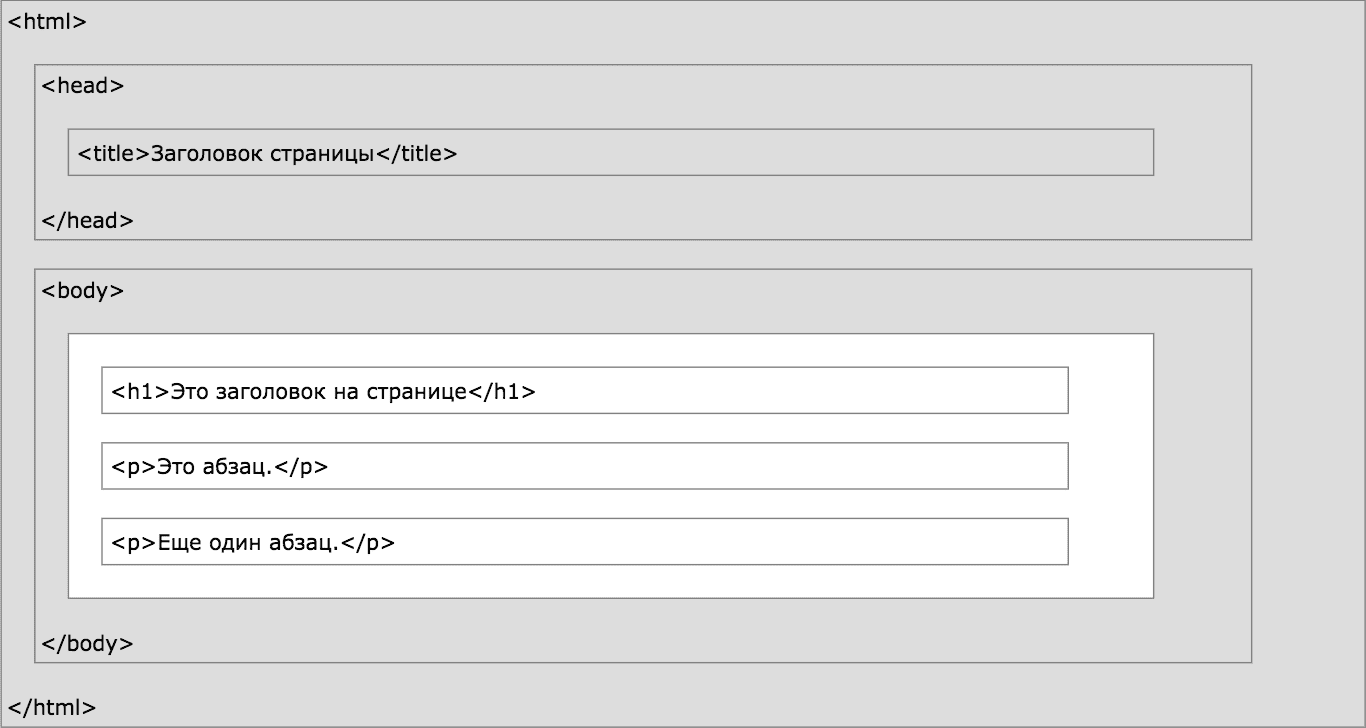 <html>
<head>
<title>Заголовок страницы</title>
</head>
<body>
<h1>Это заголовок на странице</h1>
<p>Это абзац.</p>
<p>Еще один абзац.</p>
</body>
</html>